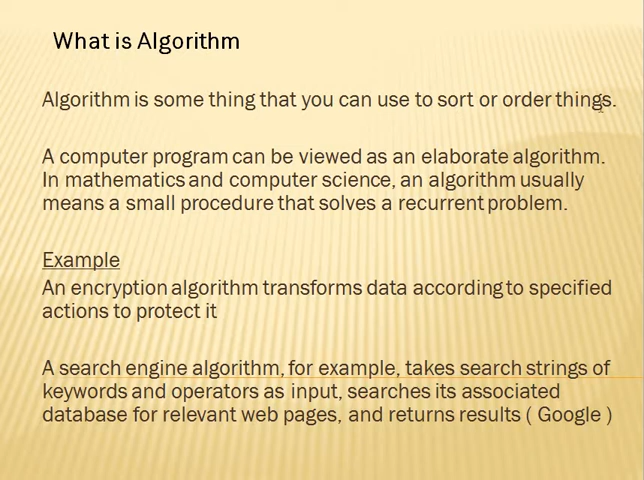 What is Algorithm
Algorithm is some thing that you can use to sort or order things.
A computer program can be viewed as an elaborate algorithm.
In mathematics and computer science, an algorithm usually
means a small procedure that solves a recurrent problem.
Example
An encryption algorithm transforms data according to specified
actions to protect it
A search engine algorithm, for example, takes search strings of
keywords and operators as input, searches its associated
database for relevant web pages, and returns results ( Google )